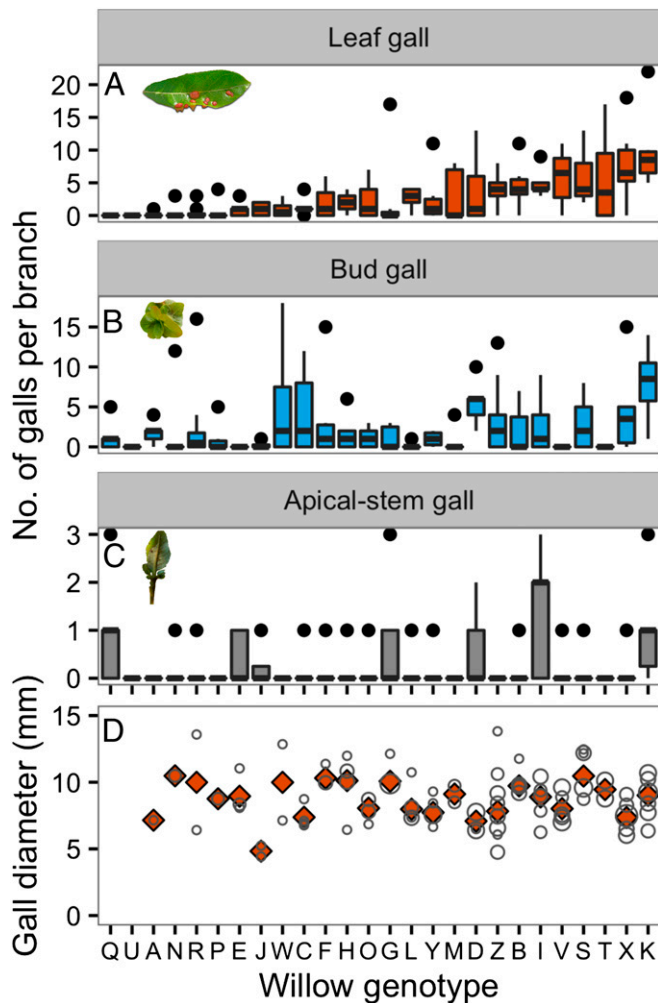 Leaf gall
A
20
15
10
5
0
Bud gall
B
15
10
5
0
No. of galls per branch
Apical-stem gall
C
3
2
1
0
D
15
10
5
0
Gall diameter (mm)
Q U A N R P E J W C F H O G L Y M D Z B I V S T X K
Willow genotype